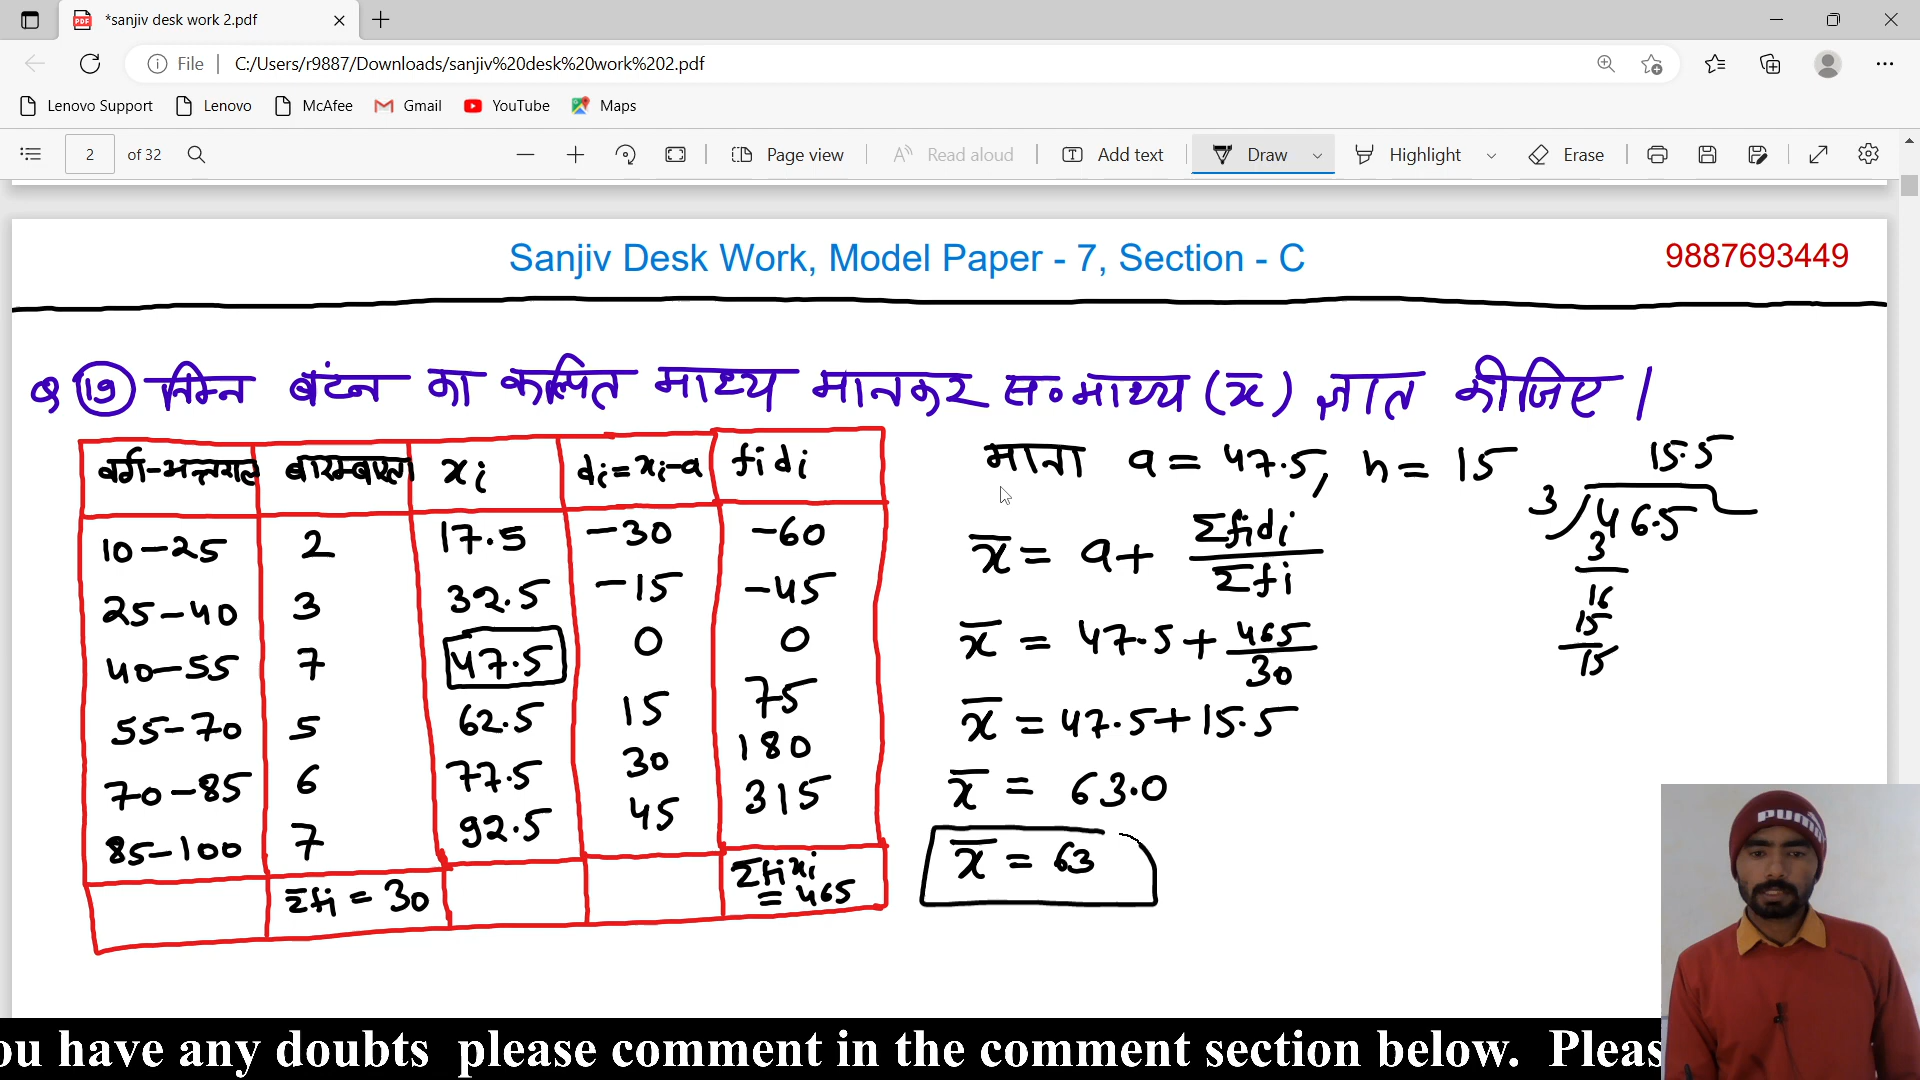 *sanjiv desk work 2.pdf
File C:/Users/r9887/Downloads/sanjiv%20desk%20work%202.pdf
Lenovo Support Lenovo McAfee Gmail YouTube Maps
2 of 32 Page view Read aloud Add text Draw Highlight Erase
Sanjiv Desk Work, Model Paper - 7, Section - C 9887693449
Q 19 निम्न बंटन का कल्पित माध्य मानकर स॰माध्य (x̅) ज्ञात कीजिए।
वर्ग-अन्तराल बारम्बारता xi di=xi-a fidi
10-25 2 17.5 -30 -60
25-40 3 32.5 -15 -45
40-55 7 47.5 0 0
55-70 5 62.5 15 75
70-85 6 77.5 30 180
85-100 7 92.5 45 315
Σfi = 30 Σfixi = 465
माना a = 47.5, h = 15
x̅ = a + Σfidi / Σfi
x̅ = 47.5 + 465 / 30
x̅ = 47.5 + 15.5
x̅ = 63.0
x̅ = 63
15.5
3 46.5
3
16
15
15
PUMA
ou have any doubts please comment in the comment section below. Pleas